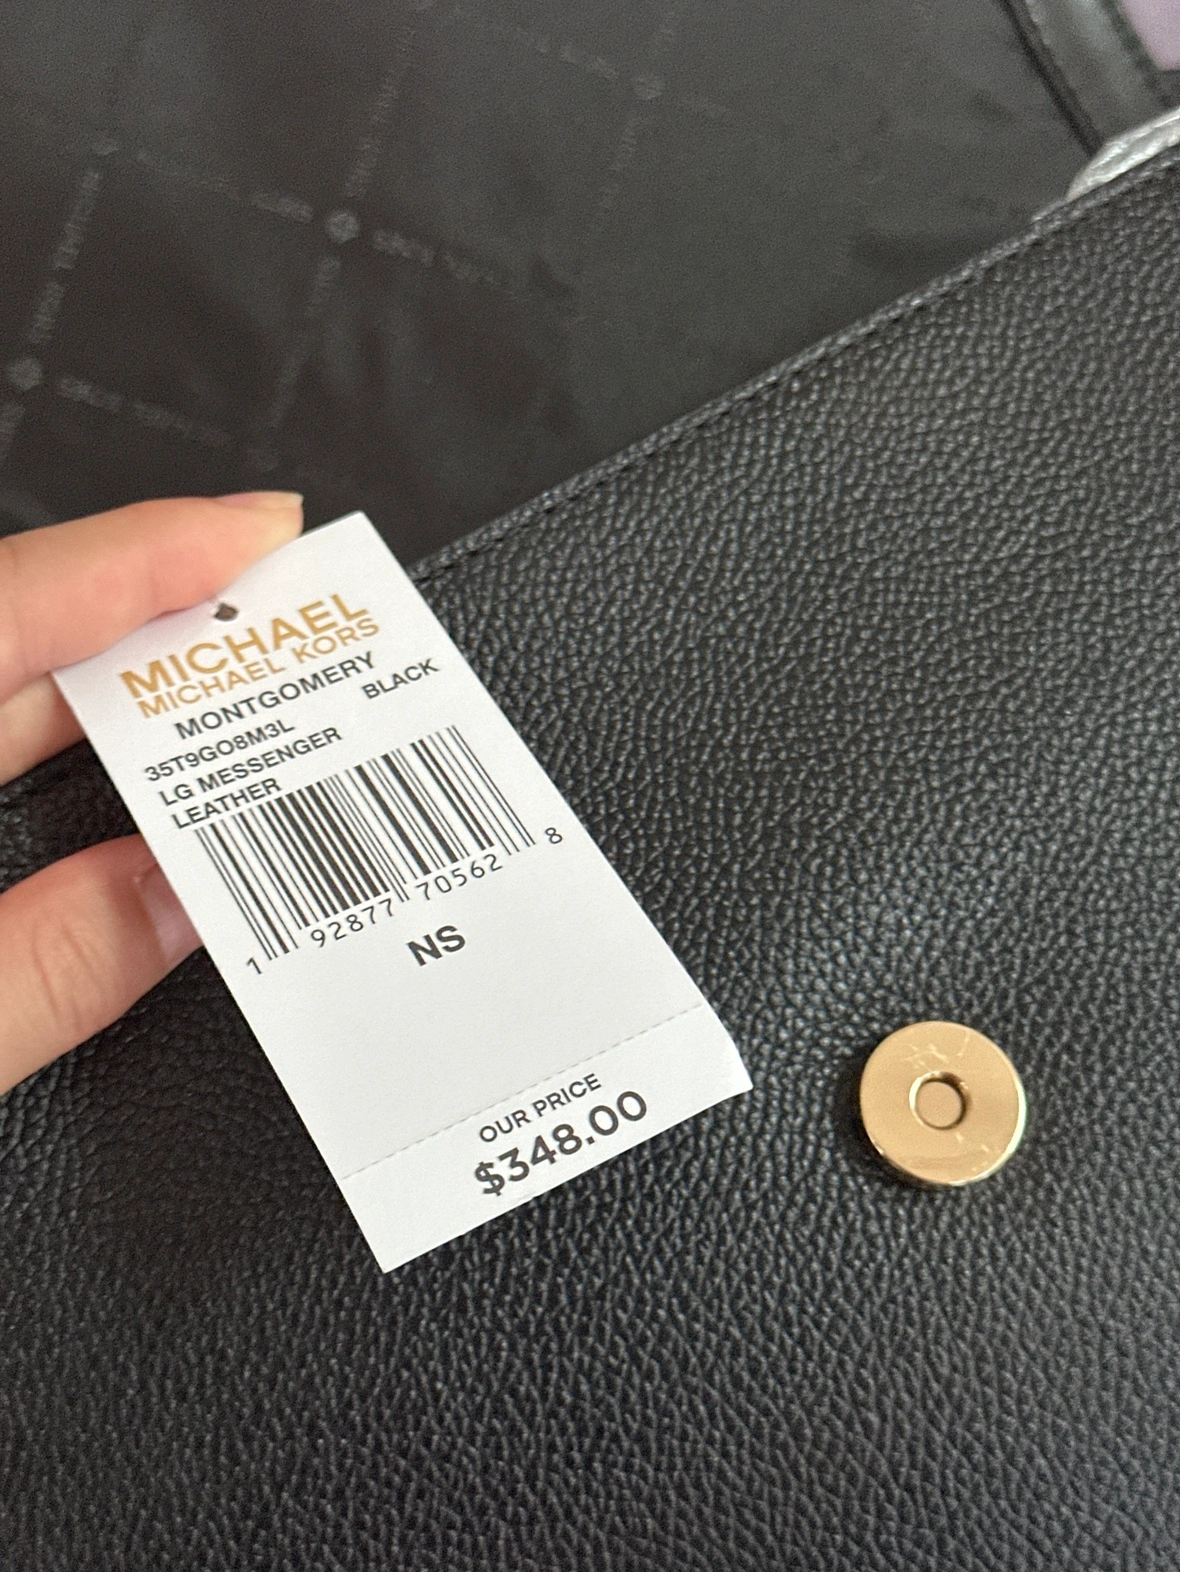 MICHAEL
MICHAEL KORS
MONTGOMERY
35T9GO8M3L BLACK
LG MESSENGER
LEATHER
1 92877 70562 8
NS
OUR PRICE
$348.00